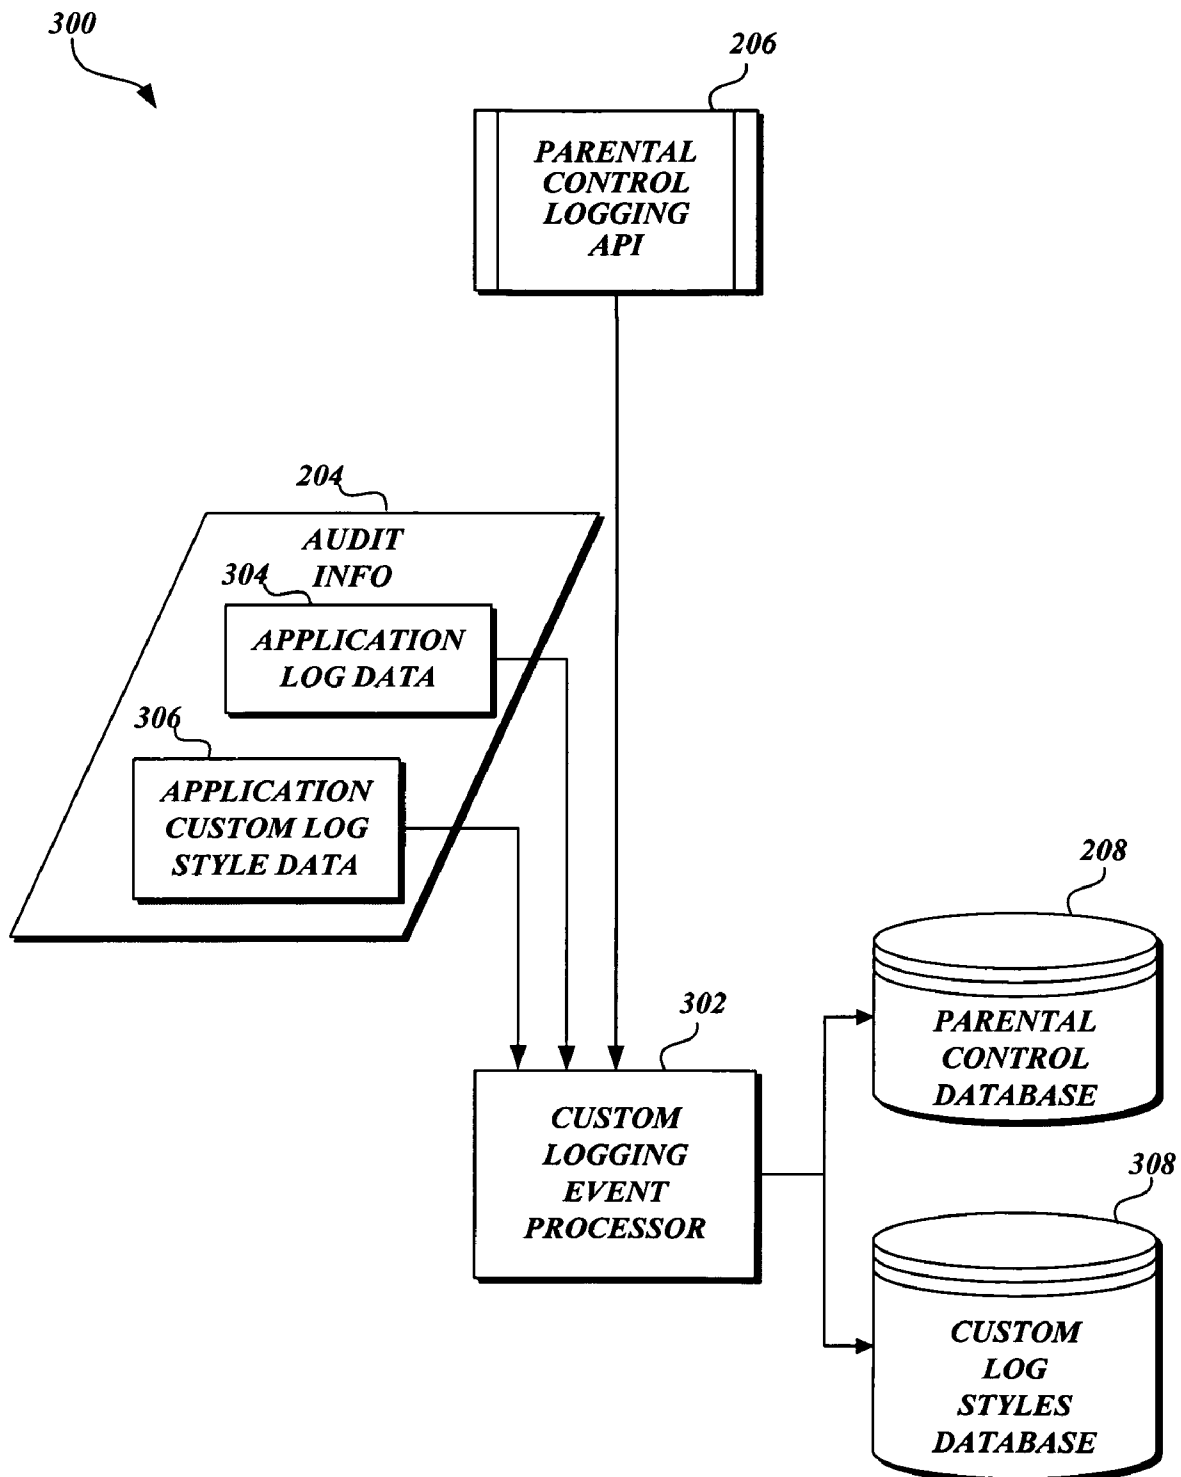 300
206
PARENTAL
CONTROL
LOGGING
API
204
AUDIT
INFO
304
APPLICATION
LOG DATA
306
APPLICATION
CUSTOM LOG
STYLE DATA
208
PARENTAL
CONTROL
DATABASE
302
CUSTOM
LOGGING
EVENT
PROCESSOR
308
CUSTOM
LOG
STYLES
DATABASE